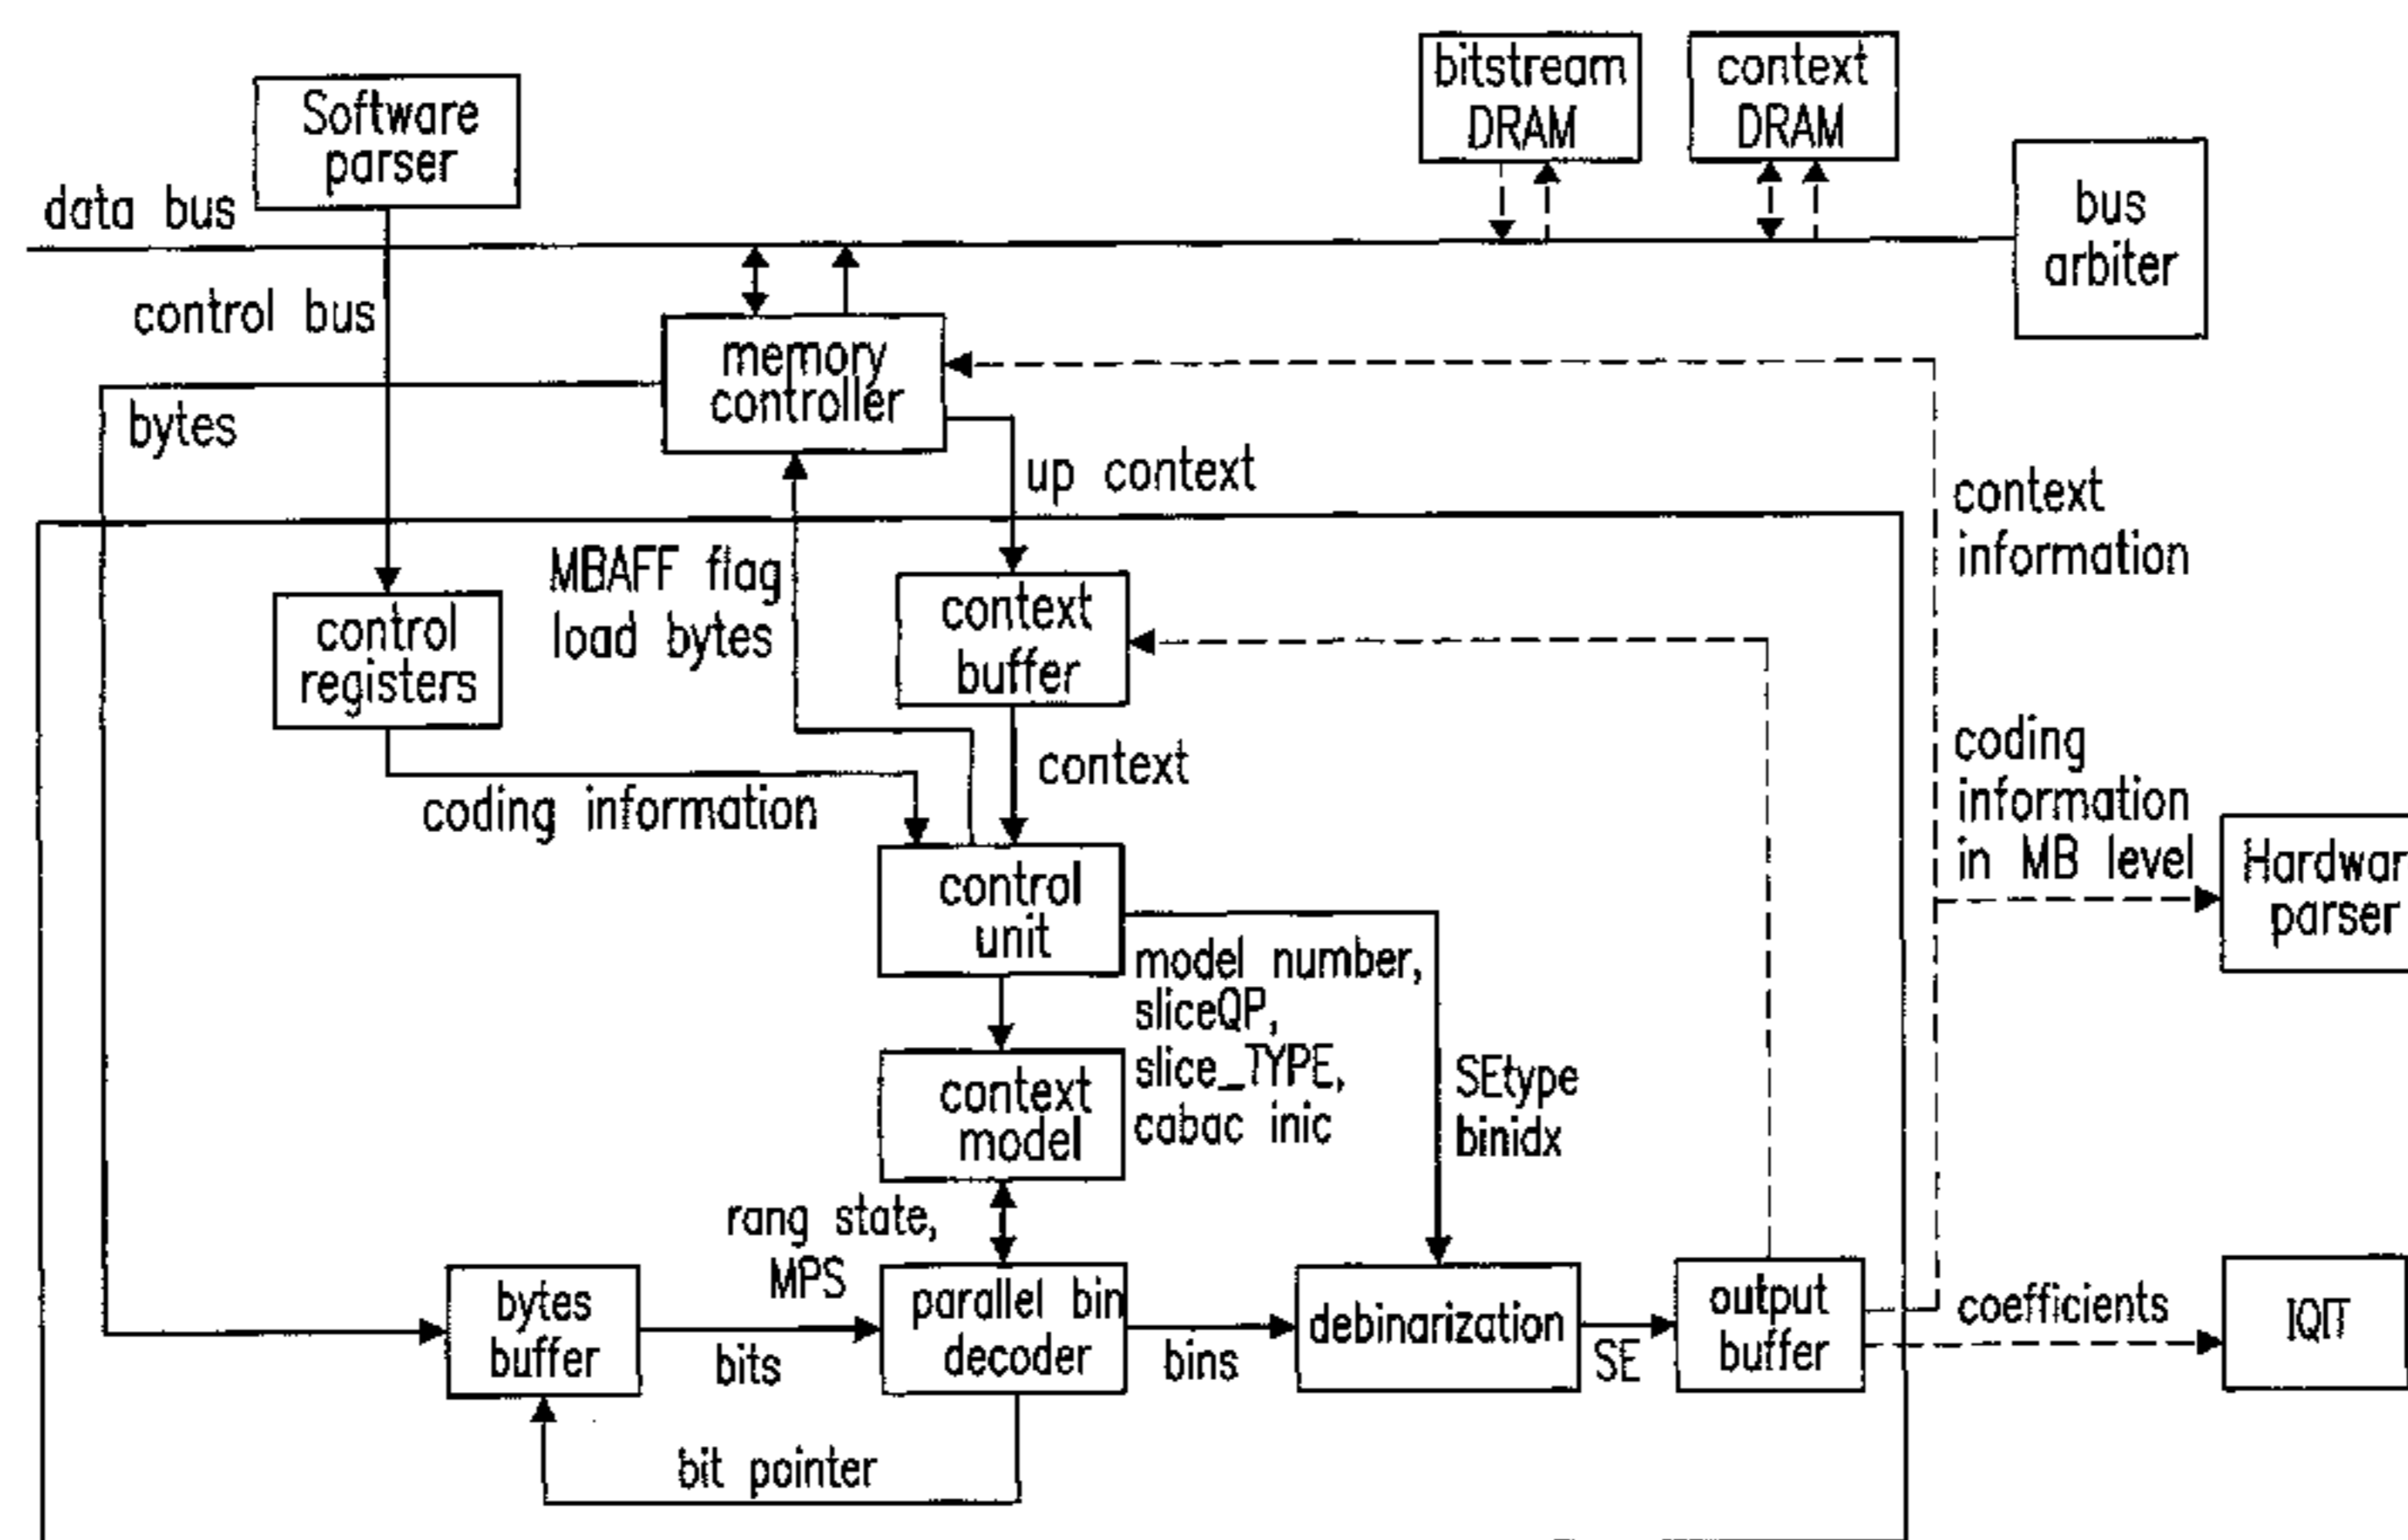 bitstream
DRAM
context
DRAM
Software
parser
data bus
bus
arbiter
control bus
memory
controller
bytes
up context
context
information
MBAFF flag
load bytes
context
buffer
control
registers
context
coding information
coding
information
in MB level
Hardwar
parser
control
unit
model number,
sliceQP,
slice_TYPE,
cabac inic
SEtype
binidx
context
model
rang state,
MPS
bytes
buffer
bits
parallel bin
decoder
bins
debinarization
SE
output
buffer
coefficients
IQIT
bit pointer